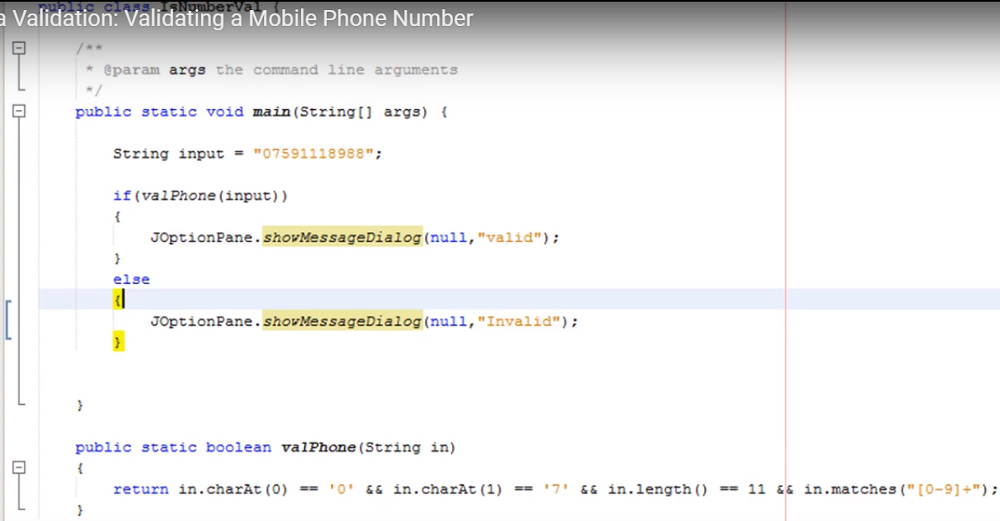 public class IsNumberVal {
a Validation: Validating a Mobile Phone Number
/**
* @param args the command line arguments
*/
public static void main(String[] args) {
String input = "07591118988";
if(valPhone(input))
{
JOptionPane.showMessageDialog(null,"valid");
}
else
{
JOptionPane.showMessageDialog(null,"Invalid");
}
}
public static boolean valPhone(String in)
{
return in.charAt(0) == '0' && in.charAt(1) == '7' && in.length() == 11 && in.matches("[0-9]+");
}